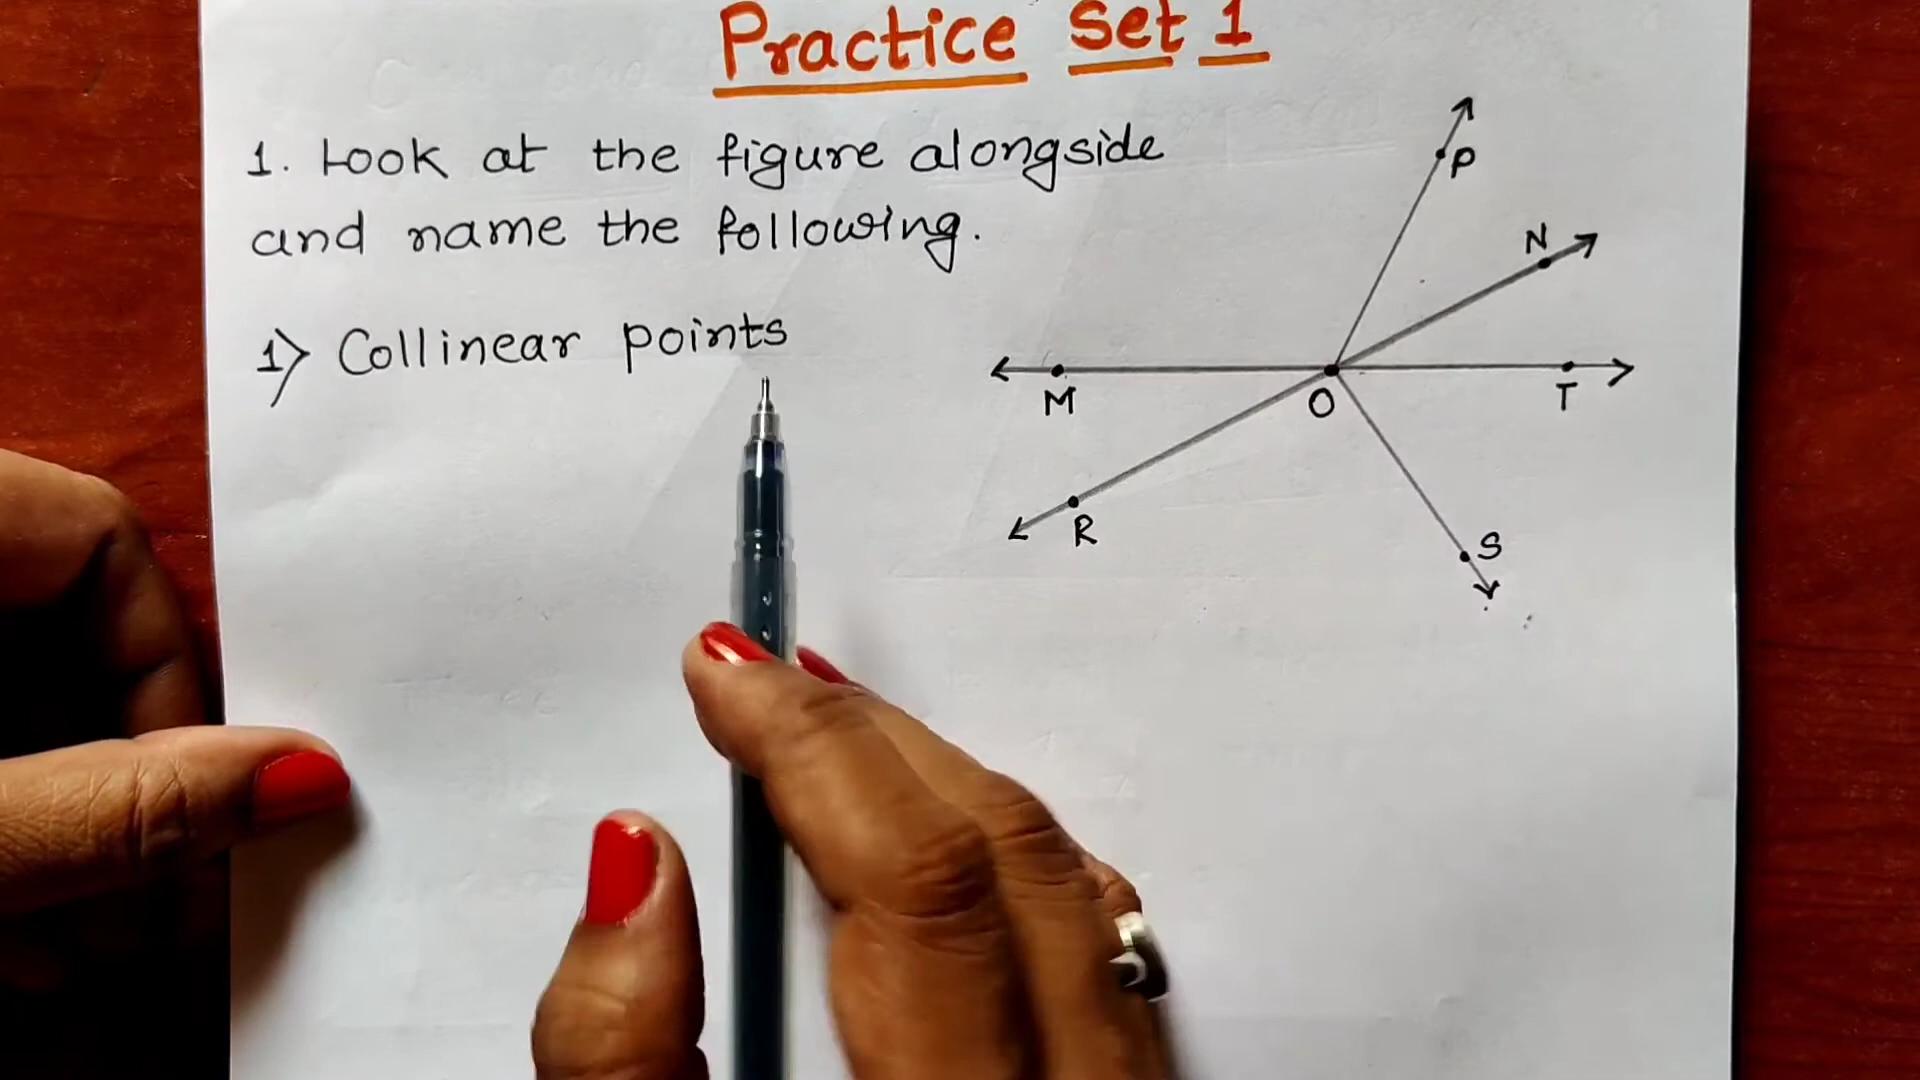 Practice Set 1
1. Look at the figure alongside
and name the following.
1) Collinear points
P
N
M
O
T
R
S